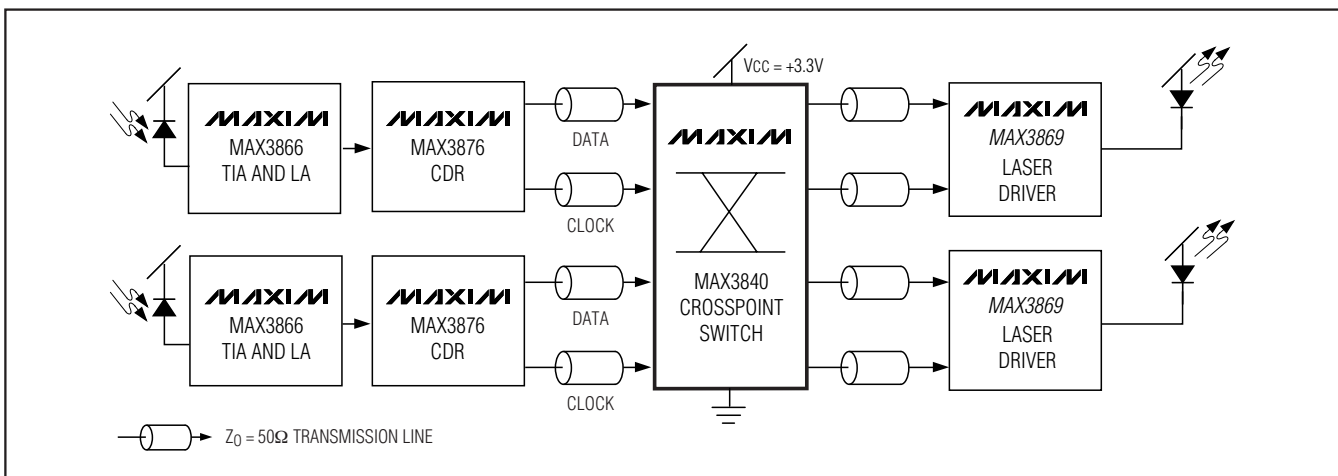 VCC = +3.3V
MAXIM
MAX3866
TIA AND LA
MAXIM
MAX3876
CDR
DATA
CLOCK
MAXIM
MAX3840
CROSSPOINT
SWITCH
MAXIM
MAX3869
LASER
DRIVER
MAXIM
MAX3866
TIA AND LA
MAXIM
MAX3876
CDR
DATA
CLOCK
MAXIM
MAX3869
LASER
DRIVER
Z0 = 50Ω TRANSMISSION LINE